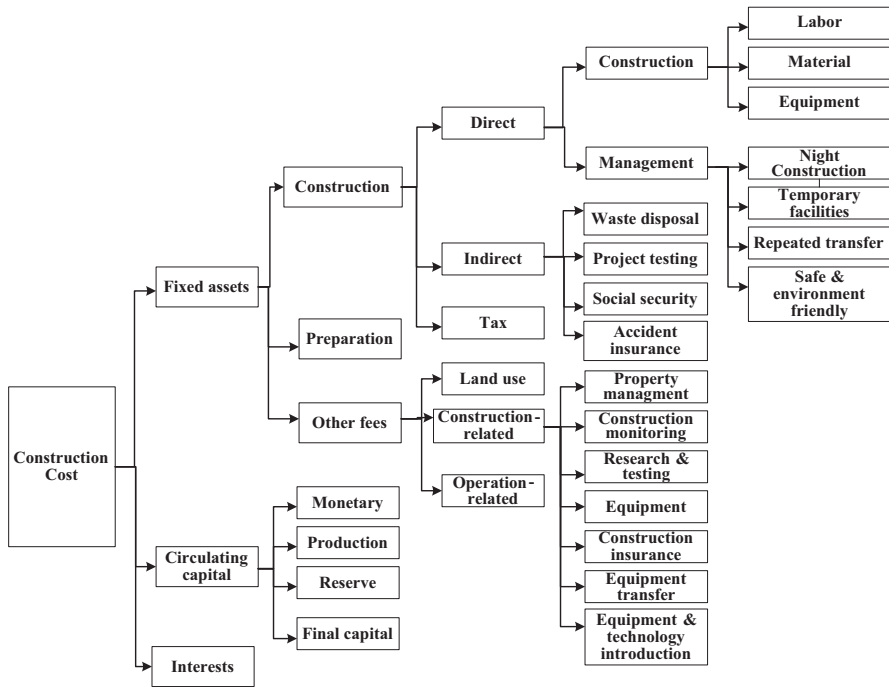 Construction
Cost
Fixed assets
Circulating
capital
Interests
Construction
Preparation
Other fees
Monetary
Production
Reserve
Final capital
Direct
Indirect
Tax
Land use
Construction-
related
Operation-
related
Construction
Management
Waste disposal
Project testing
Social security
Accident
insurance
Property
managment
Construction
monitoring
Research &
testing
Equipment
Construction
insurance
Equipment
transfer
Equipment &
technology
introduction
Labor
Material
Equipment
Night
Construction
Temporary
facilities
Repeated transfer
Safe &
environment
friendly